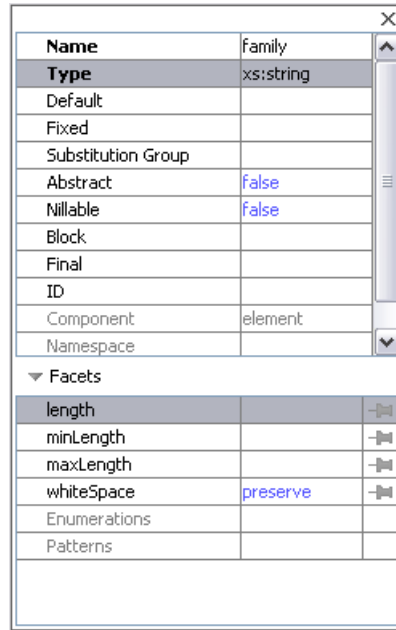 Name family
Type xs:string
Default
Fixed
Substitution Group
Abstract false
Nillable false
Block
Final
ID
Component element
Namespace
Facets
length
minLength
maxLength
whiteSpace preserve
Enumerations
Patterns